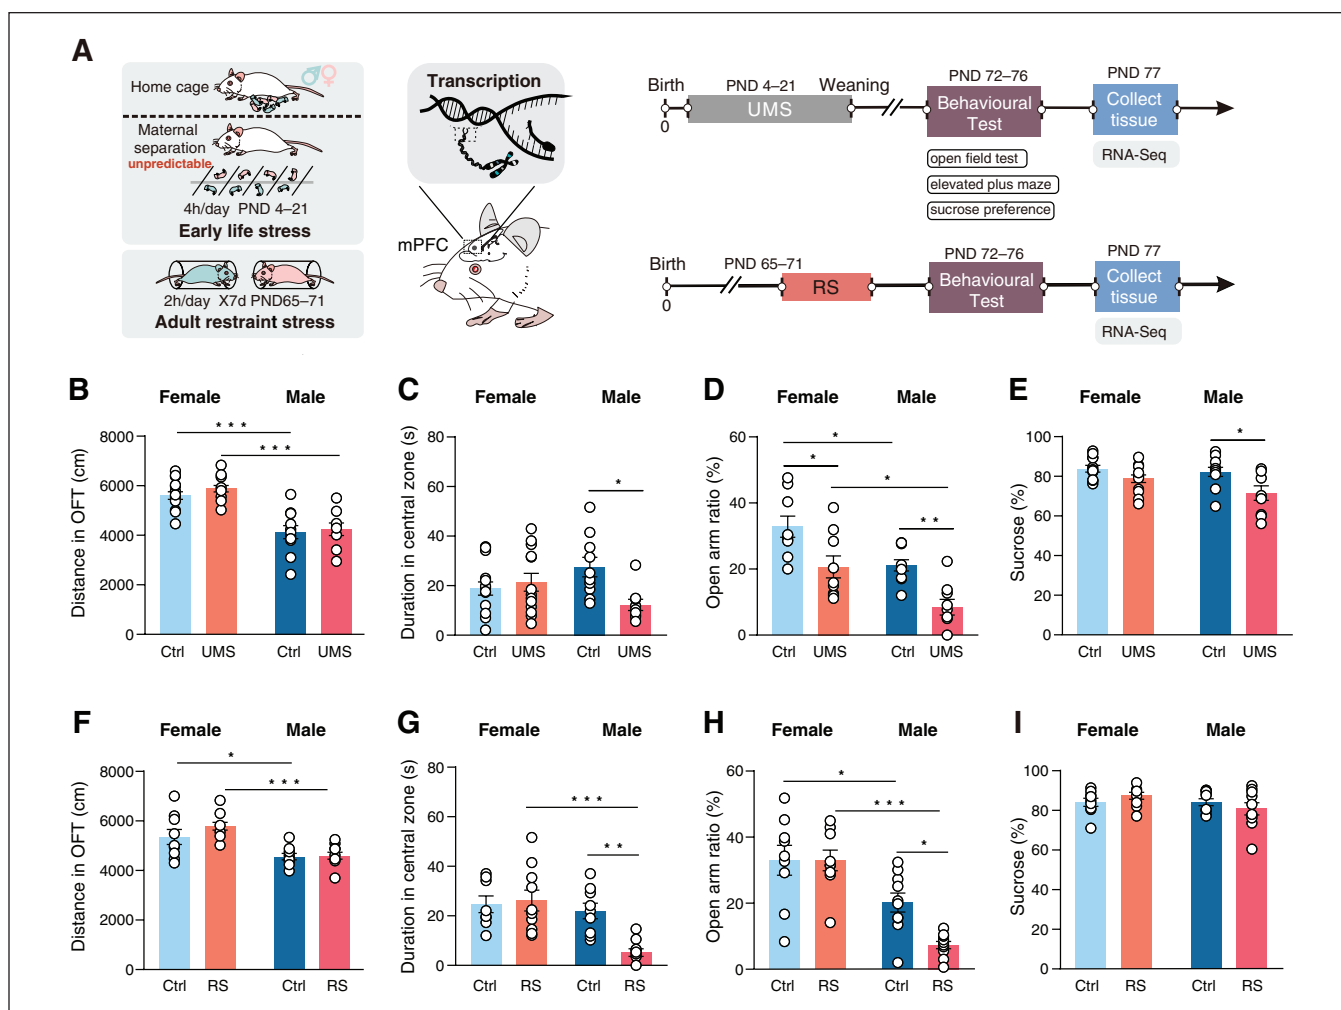 A
Home cage
Maternal
separation
unpredictable
4h/day PND 4–21
Early life stress
2h/day X7d PND65–71
Adult restraint stress
Transcription
mPFC
Birth
0
PND 4–21
UMS
Weaning
PND 72–76
Behavioural
Test
PND 77
Collect
tissue
open field test
elevated plus maze
sucrose preference
RNA-Seq
Birth
0
PND 65–71
RS
PND 72–76
Behavioural
Test
PND 77
Collect
tissue
RNA-Seq
B
Female Male
* * *
* * *
Distance in OFT (cm)
8000
6000
4000
2000
0
Ctrl UMS Ctrl UMS
C
Female Male
*
Duration in central zone (s)
80
60
40
20
0
Ctrl UMS Ctrl UMS
D
Female Male
*
*
*
* *
Open arm ratio (%)
60
40
20
0
Ctrl UMS Ctrl UMS
E
Female Male
*
Sucrose (%)
100
80
60
40
20
0
Ctrl UMS Ctrl UMS
F
Female Male
*
* * *
Distance in OFT (cm)
8000
6000
4000
2000
0
Ctrl RS Ctrl RS
G
Female Male
* * *
* *
Duration in central zone (s)
80
60
40
20
0
Ctrl RS Ctrl RS
H
Female Male
*
* * *
*
Open arm ratio (%)
60
40
20
0
Ctrl RS Ctrl RS
I
Female Male
Sucrose (%)
100
80
60
40
20
0
Ctrl RS Ctrl RS